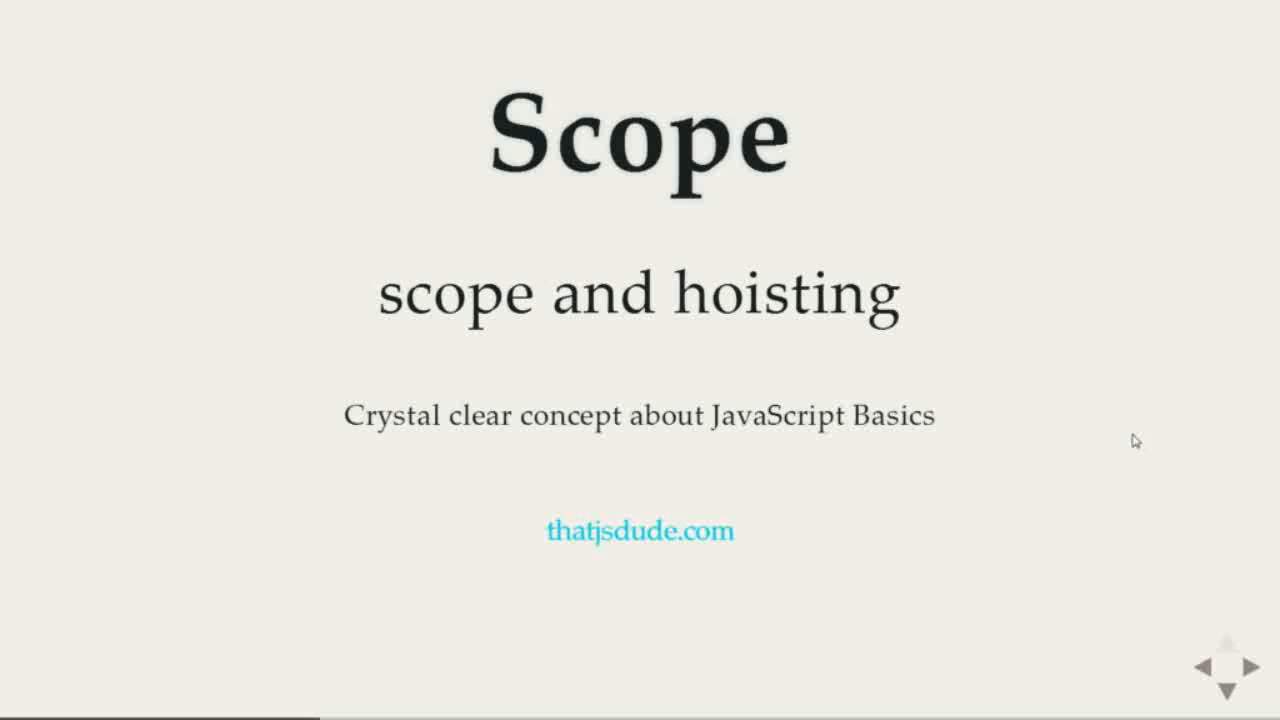 Scope
scope and hoisting
Crystal clear concept about JavaScript Basics
thatjsdude.com